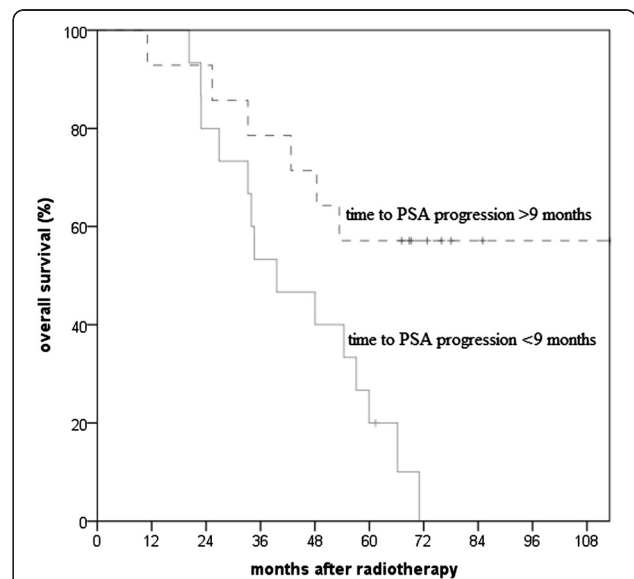 100
80
60
40
20
0
overall survival (%)
time to PSA progression >9 months
time to PSA progression <9 months
0 12 24 36 48 60 72 84 96 108
months after radiotherapy